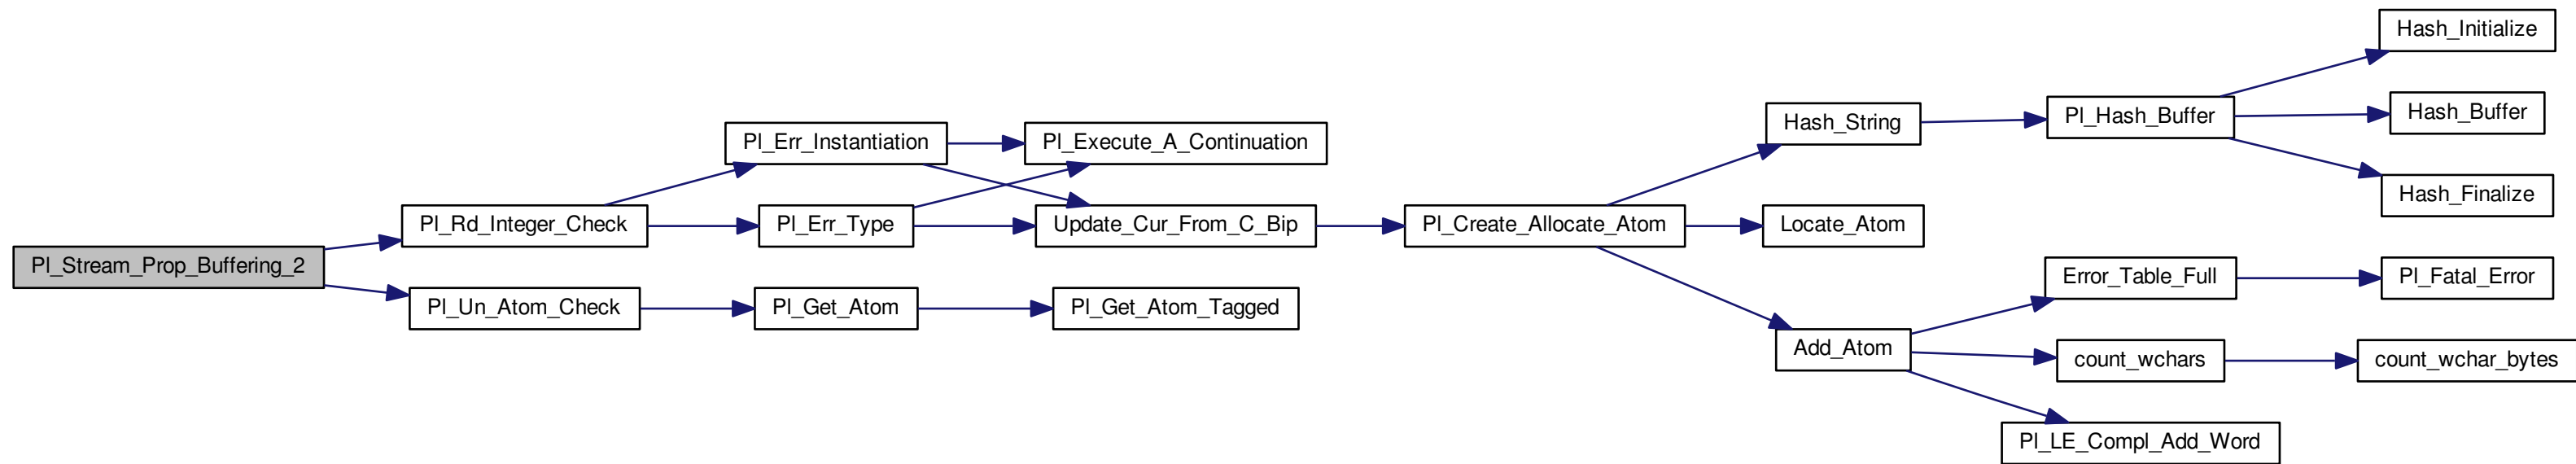 Pl_Stream_Prop_Buffering_2
Pl_Rd_Integer_Check
Pl_Un_Atom_Check
Pl_Err_Instantiation
Pl_Err_Type
Pl_Get_Atom
Pl_Execute_A_Continuation
Update_Cur_From_C_Bip
Pl_Get_Atom_Tagged
Pl_Create_Allocate_Atom
Hash_String
Locate_Atom
Add_Atom
Pl_Hash_Buffer
Error_Table_Full
count_wchars
Pl_LE_Compl_Add_Word
Hash_Initialize
Hash_Buffer
Hash_Finalize
Pl_Fatal_Error
count_wchar_bytes